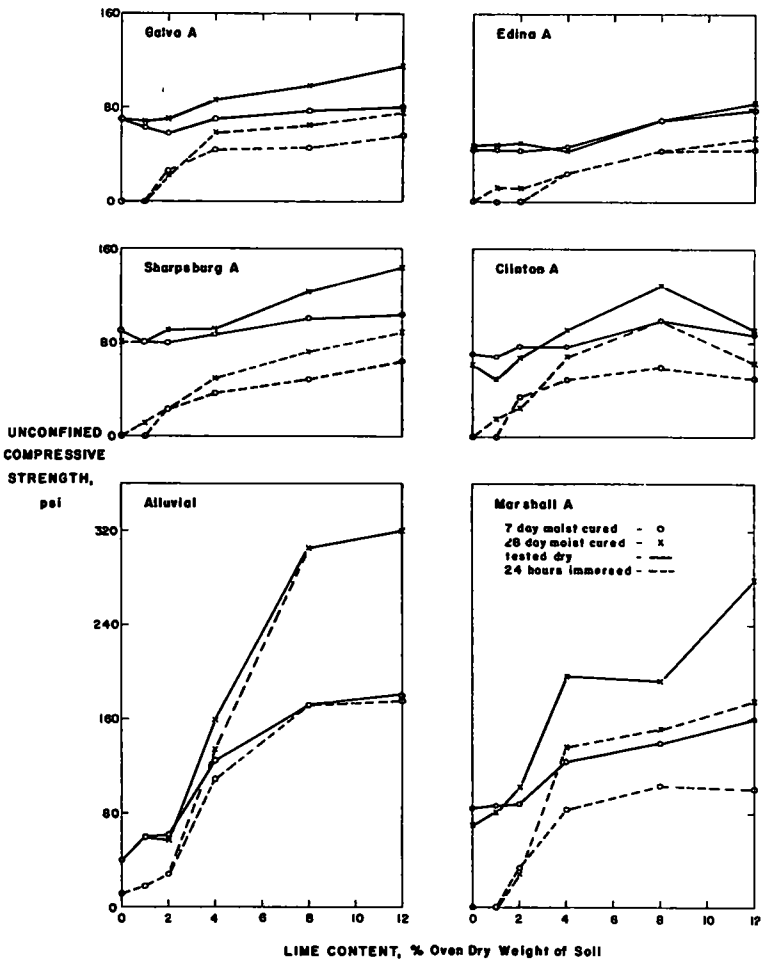 160
80
0
Galva A
Edina A
160
80
0
Sharpsburg A
Clinton A
UNCONFINED
COMPRESSIVE
STRENGTH,
psi
320
240
160
80
0
Alluvial
Marshall A
7 day moist cured - o
28 day moist cured - x
tested dry
24 hours immersed
0 2 4 6 8 10 12
0 2 4 6 8 10 12
LIME CONTENT, % Oven Dry Weight of Soil